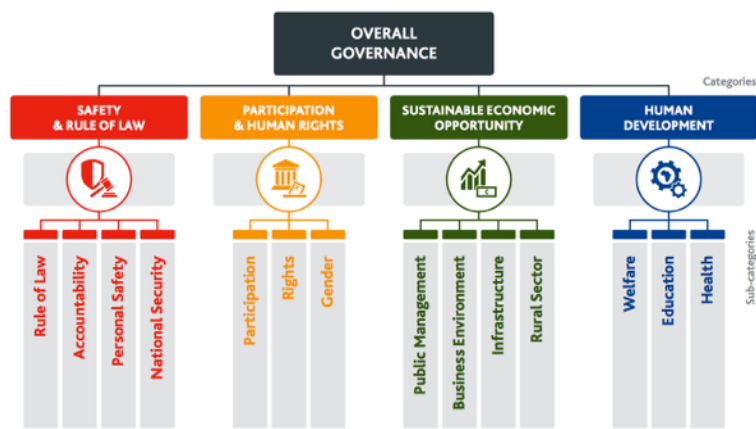 OVERALL
GOVERNANCE
Categories
SAFETY
& RULE OF LAW
PARTICIPATION
& HUMAN RIGHTS
SUSTAINABLE ECONOMIC
OPPORTUNITY
HUMAN
DEVELOPMENT
Rule of Law
Accountability
Personal Safety
National Security
Participation
Rights
Gender
Public Management
Business Environment
Infrastructure
Rural Sector
Welfare
Education
Health
Sub-categories